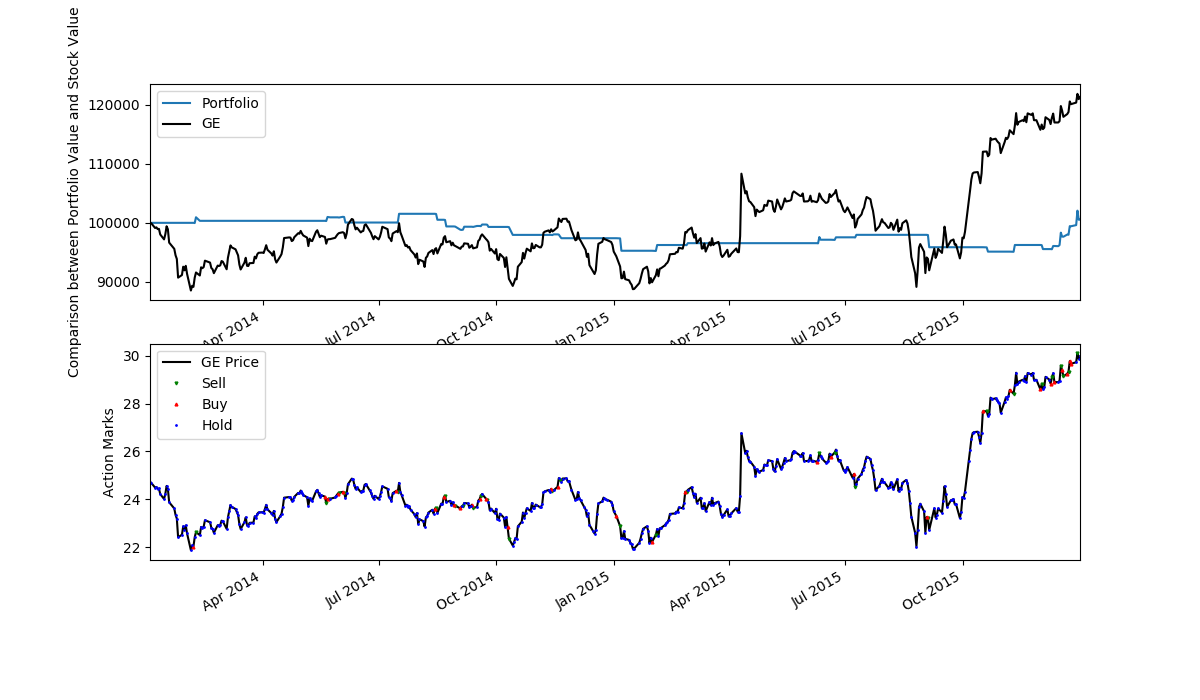 Comparison between Portfolio Value and Stock Value
120000
110000
100000
90000
Portfolio
GE
Apr 2014
Jul 2014
Oct 2014
Jan 2015
Apr 2015
Jul 2015
Oct 2015
Action Marks
30
28
26
24
22
GE Price
Sell
Buy
Hold
Apr 2014
Jul 2014
Oct 2014
Jan 2015
Apr 2015
Jul 2015
Oct 2015